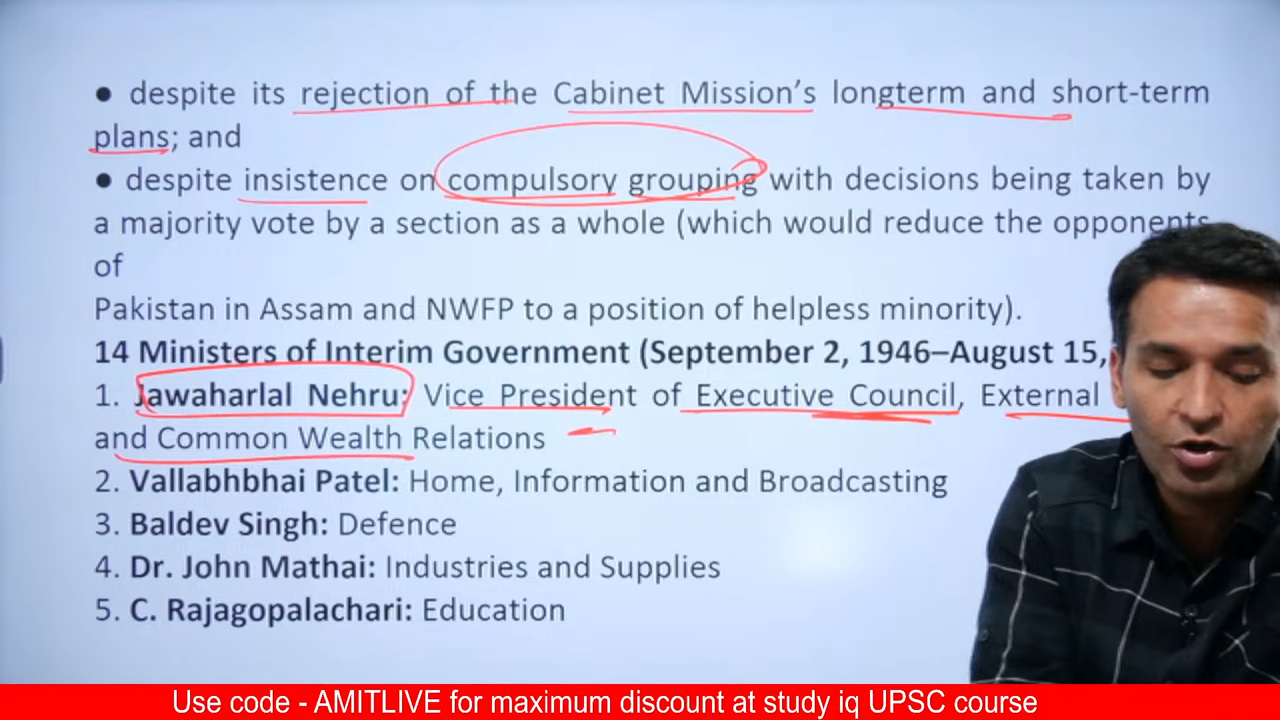 ● despite its rejection of the Cabinet Mission's longterm and short-term
plans; and
● despite insistence on compulsory grouping with decisions being taken by
a majority vote by a section as a whole (which would reduce the opponents
of
Pakistan in Assam and NWFP to a position of helpless minority).
14 Ministers of Interim Government (September 2, 1946–August 15,
1. Jawaharlal Nehru: Vice President of Executive Council, External
and Common Wealth Relations
2. Vallabhbhai Patel: Home, Information and Broadcasting
3. Baldev Singh: Defence
4. Dr. John Mathai: Industries and Supplies
5. C. Rajagopalachari: Education
Use code - AMITLIVE for maximum discount at study iq UPSC course